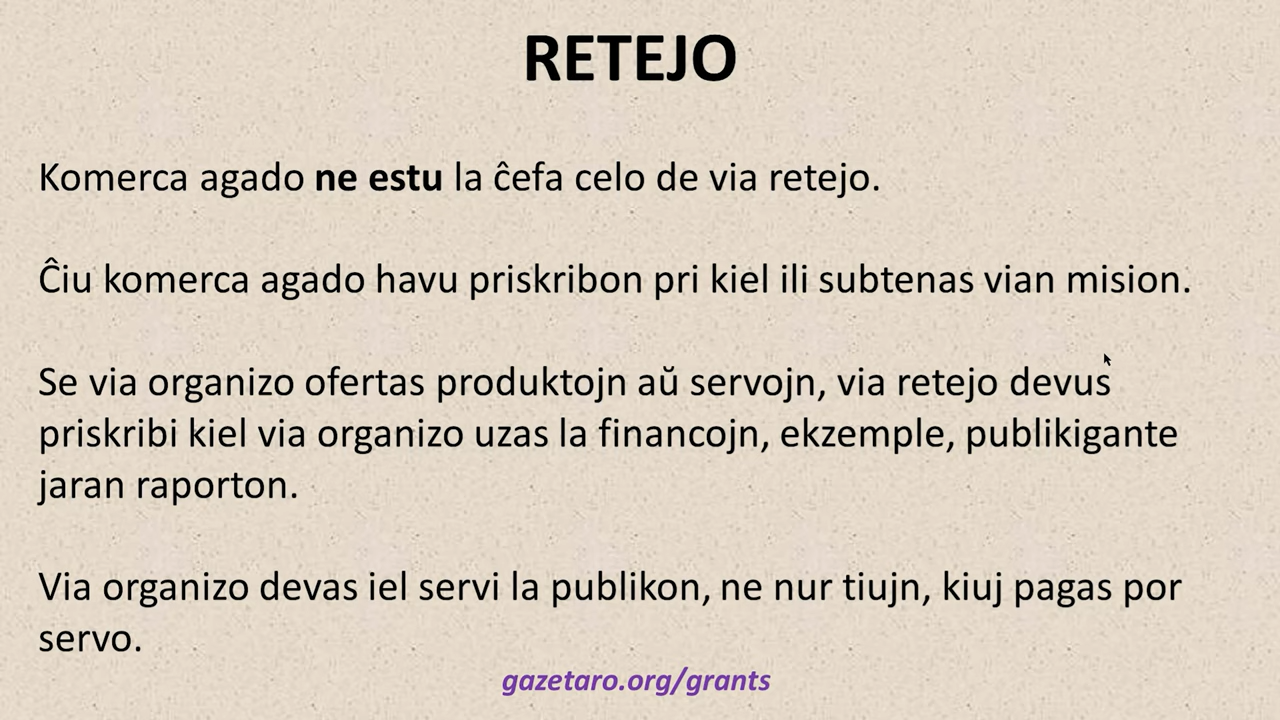 RETEJO
Komerca agado ne estu la ĉefa celo de via retejo.
Ĉiu komerca agado havu priskribon pri kiel ili subtenas vian mision.
Se via organizo ofertas produktojn aŭ servojn, via retejo devus
priskribi kiel via organizo uzas la financojn, ekzemple, publikigante
jaran raporton.
Via organizo devas iel servi la publikon, ne nur tiujn, kiuj pagas por
servo.
gazetaro.org/grants